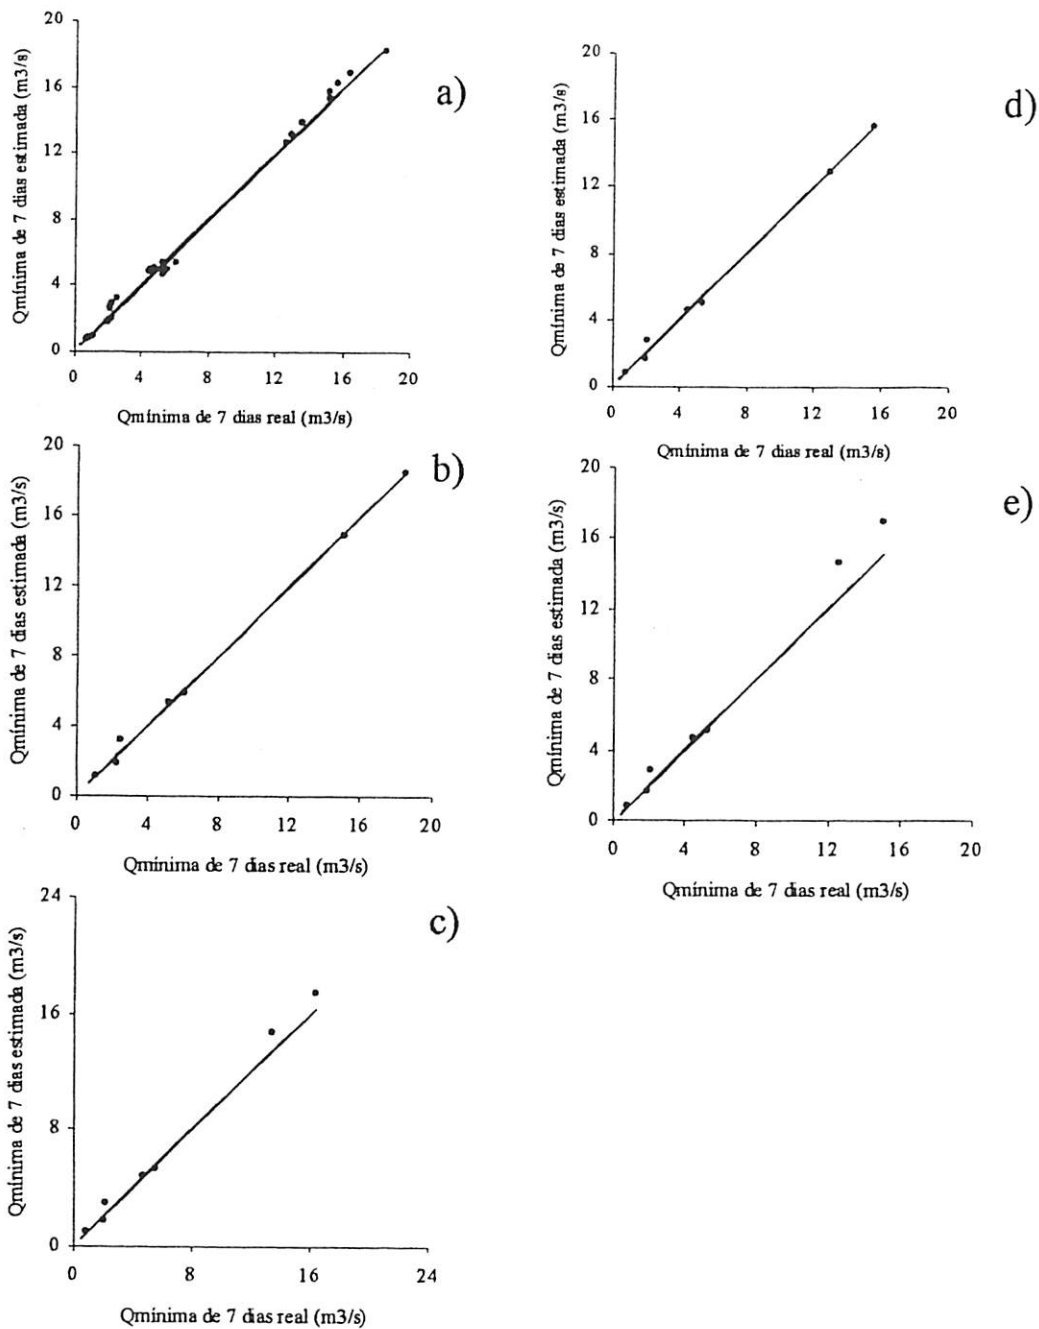 20
16
12
8
4
0
0 4 8 12 16 20
Qmínima de 7 dias estimada (m3/s)
Qmínima de 7 dias real (m3/s)
a)
20
16
12
8
4
0
0 4 8 12 16 20
Qmínima de 7 dias estimada (m3/s)
Qmínima de 7 dias real (m3/s)
b)
24
16
8
0
0 8 16 24
Qmínima de 7 dias estimada (m3/s)
Qmínima de 7 dias real (m3/s)
c)
20
16
12
8
4
0
0 4 8 12 16 20
Qmínima de 7 dias estimada (m3/s)
Qmínima de 7 dias real (m3/s)
d)
20
16
12
8
4
0
0 4 8 12 16 20
Qmínima de 7 dias estimada (m3/s)
Qmínima de 7 dias real (m3/s)
e)